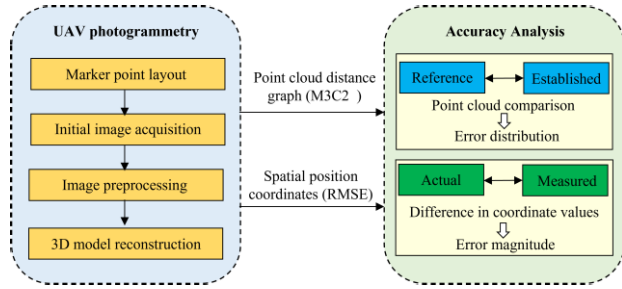 UAV photogrammetry
Marker point layout
Initial image acquisition
Image preprocessing
3D model reconstruction
Point cloud distance
graph (M3C2 )
Spatial position
coordinates (RMSE)
Accuracy Analysis
Reference
Established
Point cloud comparison
Error distribution
Actual
Measured
Difference in coordinate values
Error magnitude